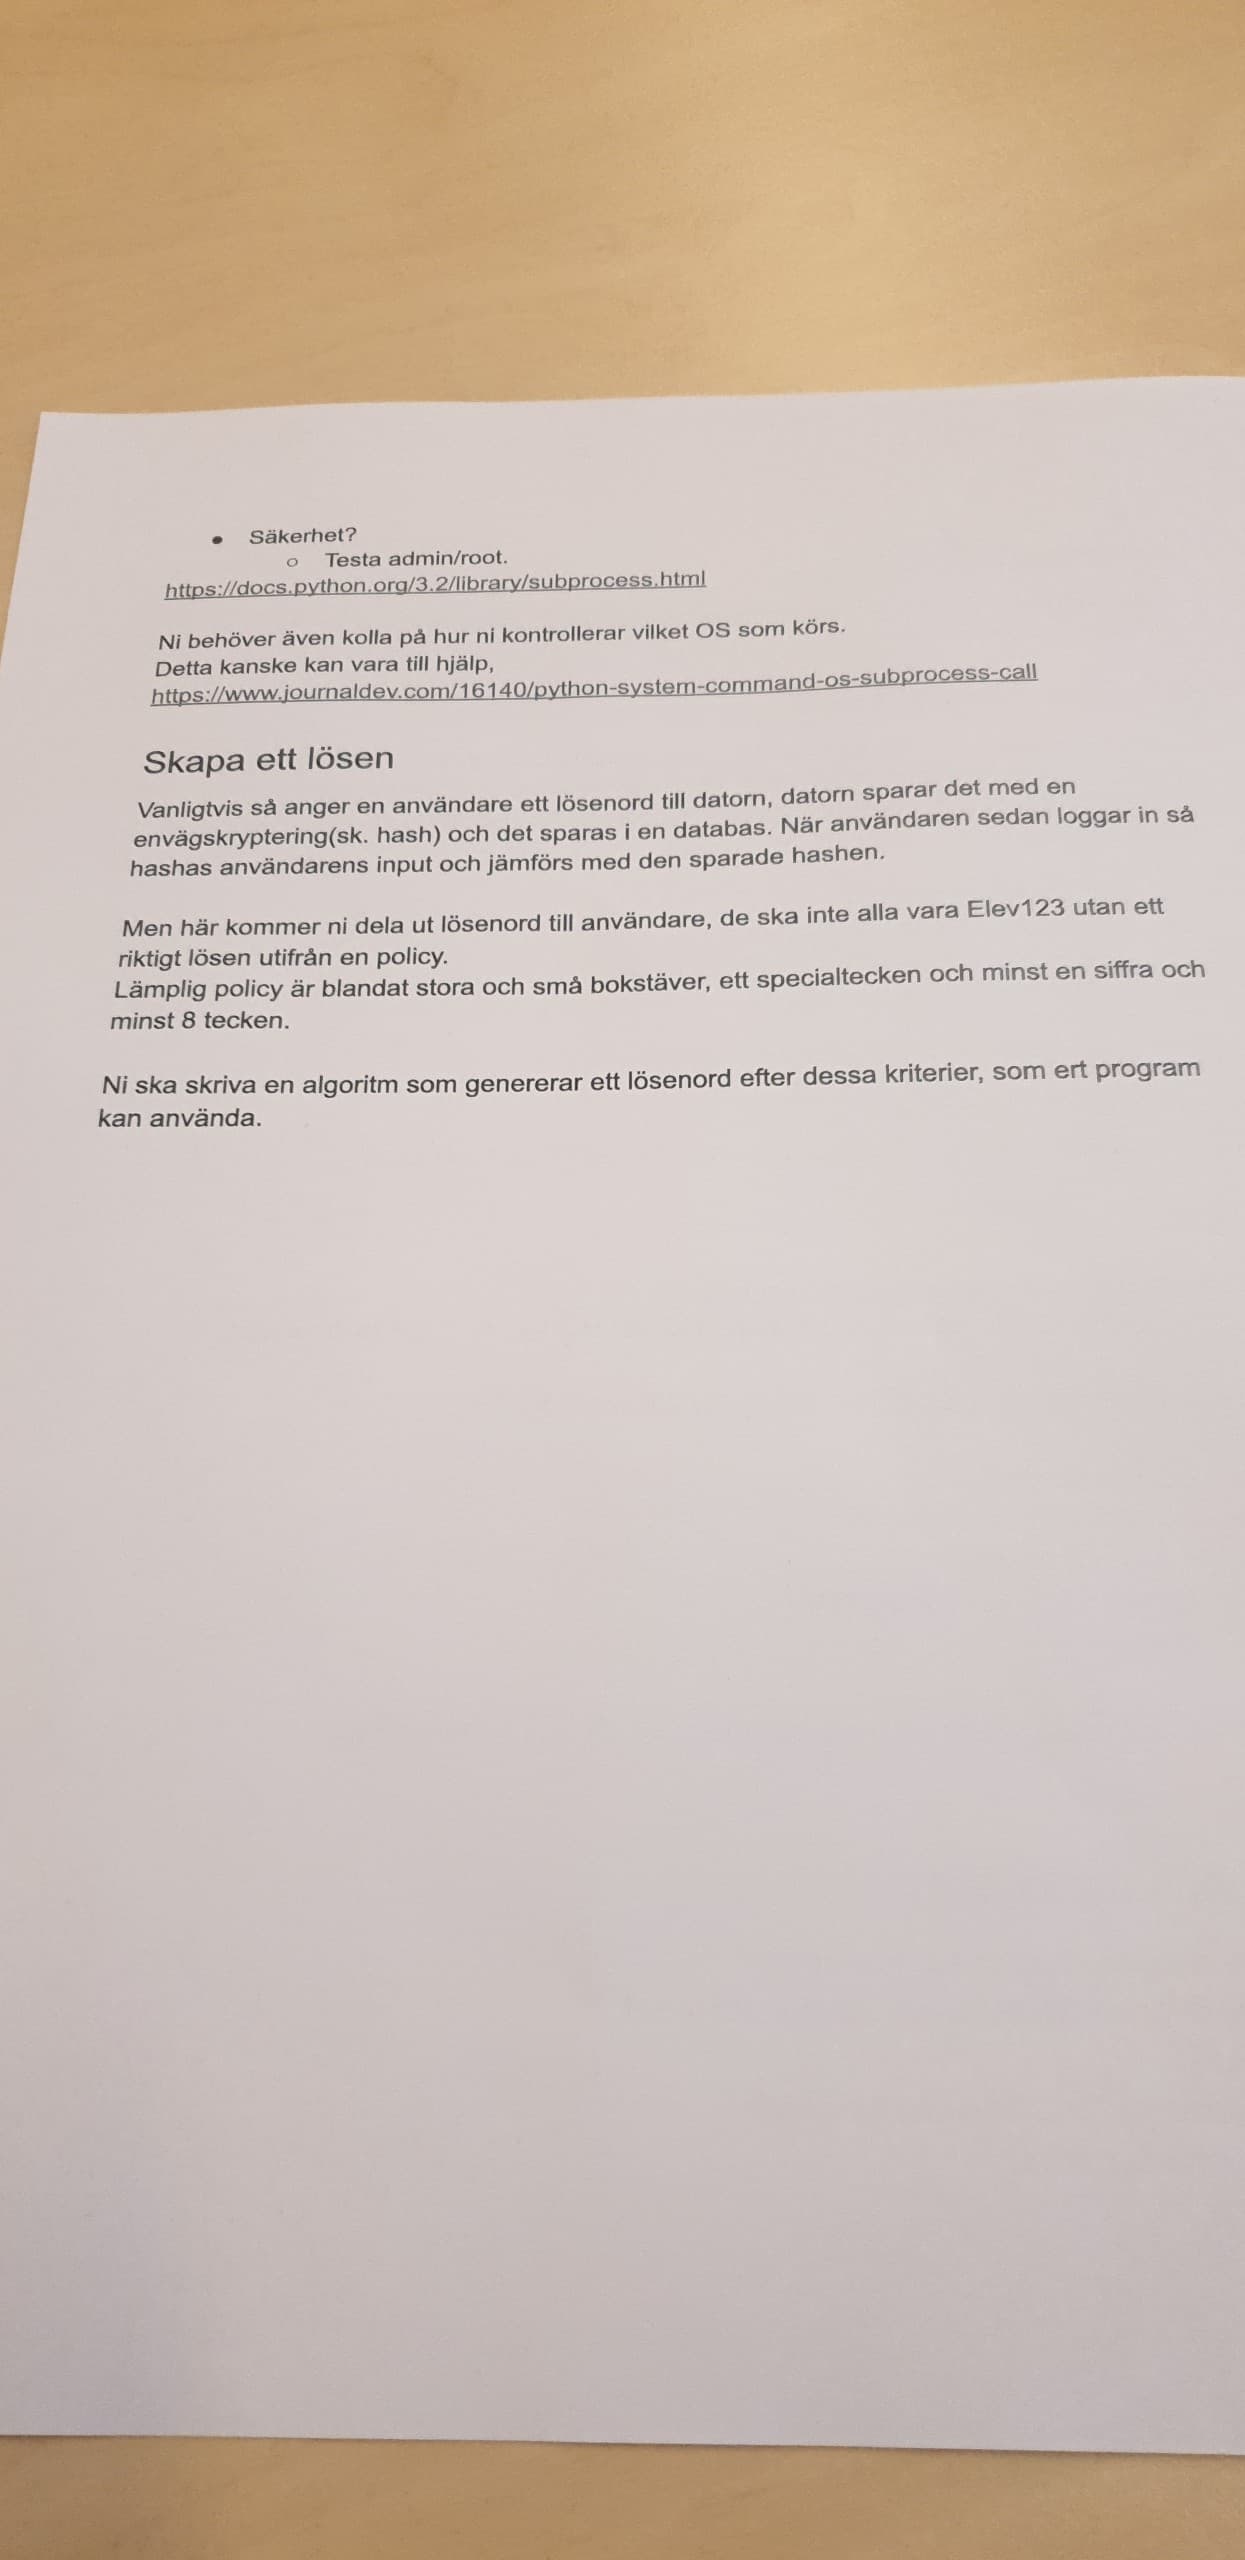 • Säkerhet?
o Testa admin/root.
https://docs.python.org/3.2/library/subprocess.html
Ni behöver även kolla på hur ni kontrollerar vilket OS som körs.
Detta kanske kan vara till hjälp,
https://www.journaldev.com/16140/python-system-command-os-subprocess-call
Skapa ett lösen
Vanligtvis så anger en användare ett lösenord till datorn, datorn sparar det med en
envägskryptering(sk. hash) och det sparas i en databas. När användaren sedan loggar in så
hashas användarens input och jämförs med den sparade hashen.
Men här kommer ni dela ut lösenord till användare, de ska inte alla vara Elev123 utan ett
riktigt lösen utifrån en policy.
Lämplig policy är blandat stora och små bokstäver, ett specialtecken och minst en siffra och
minst 8 tecken.
Ni ska skriva en algoritm som genererar ett lösenord efter dessa kriterier, som ert program
kan använda.